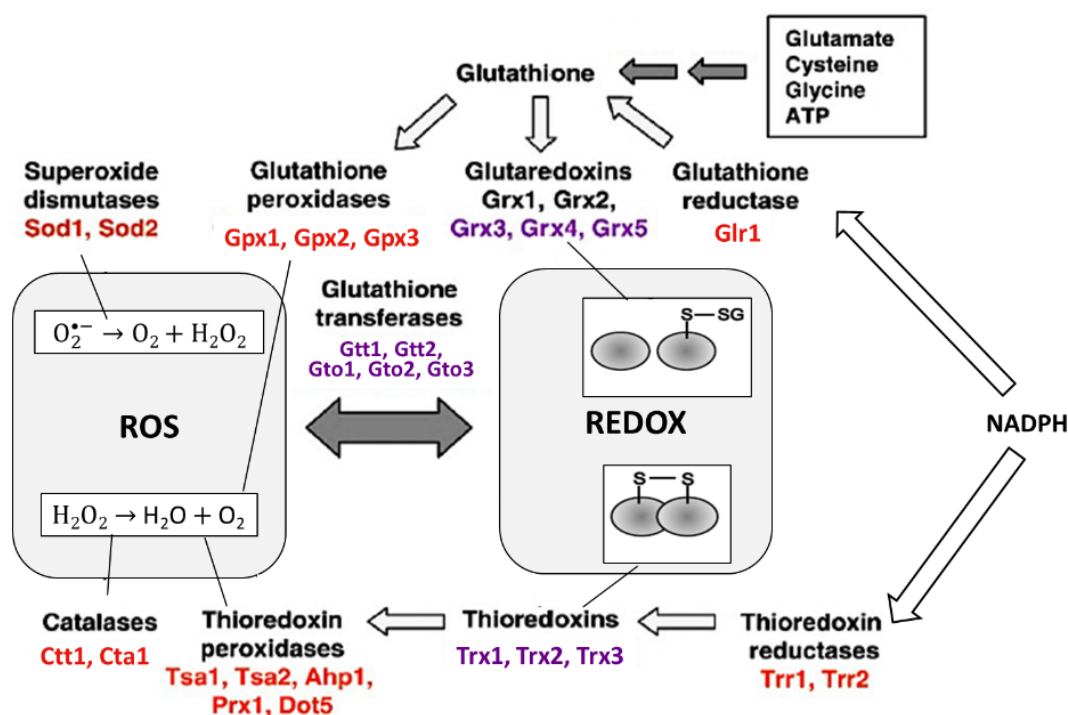 Glutamate
Cysteine
Glycine
ATP
Glutathione
Superoxide
dismutases
Sod1, Sod2
Glutathione
peroxidases
Gpx1, Gpx2, Gpx3
Glutaredoxins
Grx1, Grx2,
Grx3, Grx4, Grx5
Glutathione
reductase
Glr1
O₂•⁻ → O₂ + H₂O₂
ROS
H₂O₂ → H₂O + O₂
Glutathione
transferases
Gtt1, Gtt2,
Gto1, Gto2, Gto3
S—SG
REDOX
S—S
NADPH
Catalases
Ctt1, Cta1
Thioredoxin
peroxidases
Tsa1, Tsa2, Ahp1,
Prx1, Dot5
Thioredoxins
Trx1, Trx2, Trx3
Thioredoxin
reductases
Trr1, Trr2